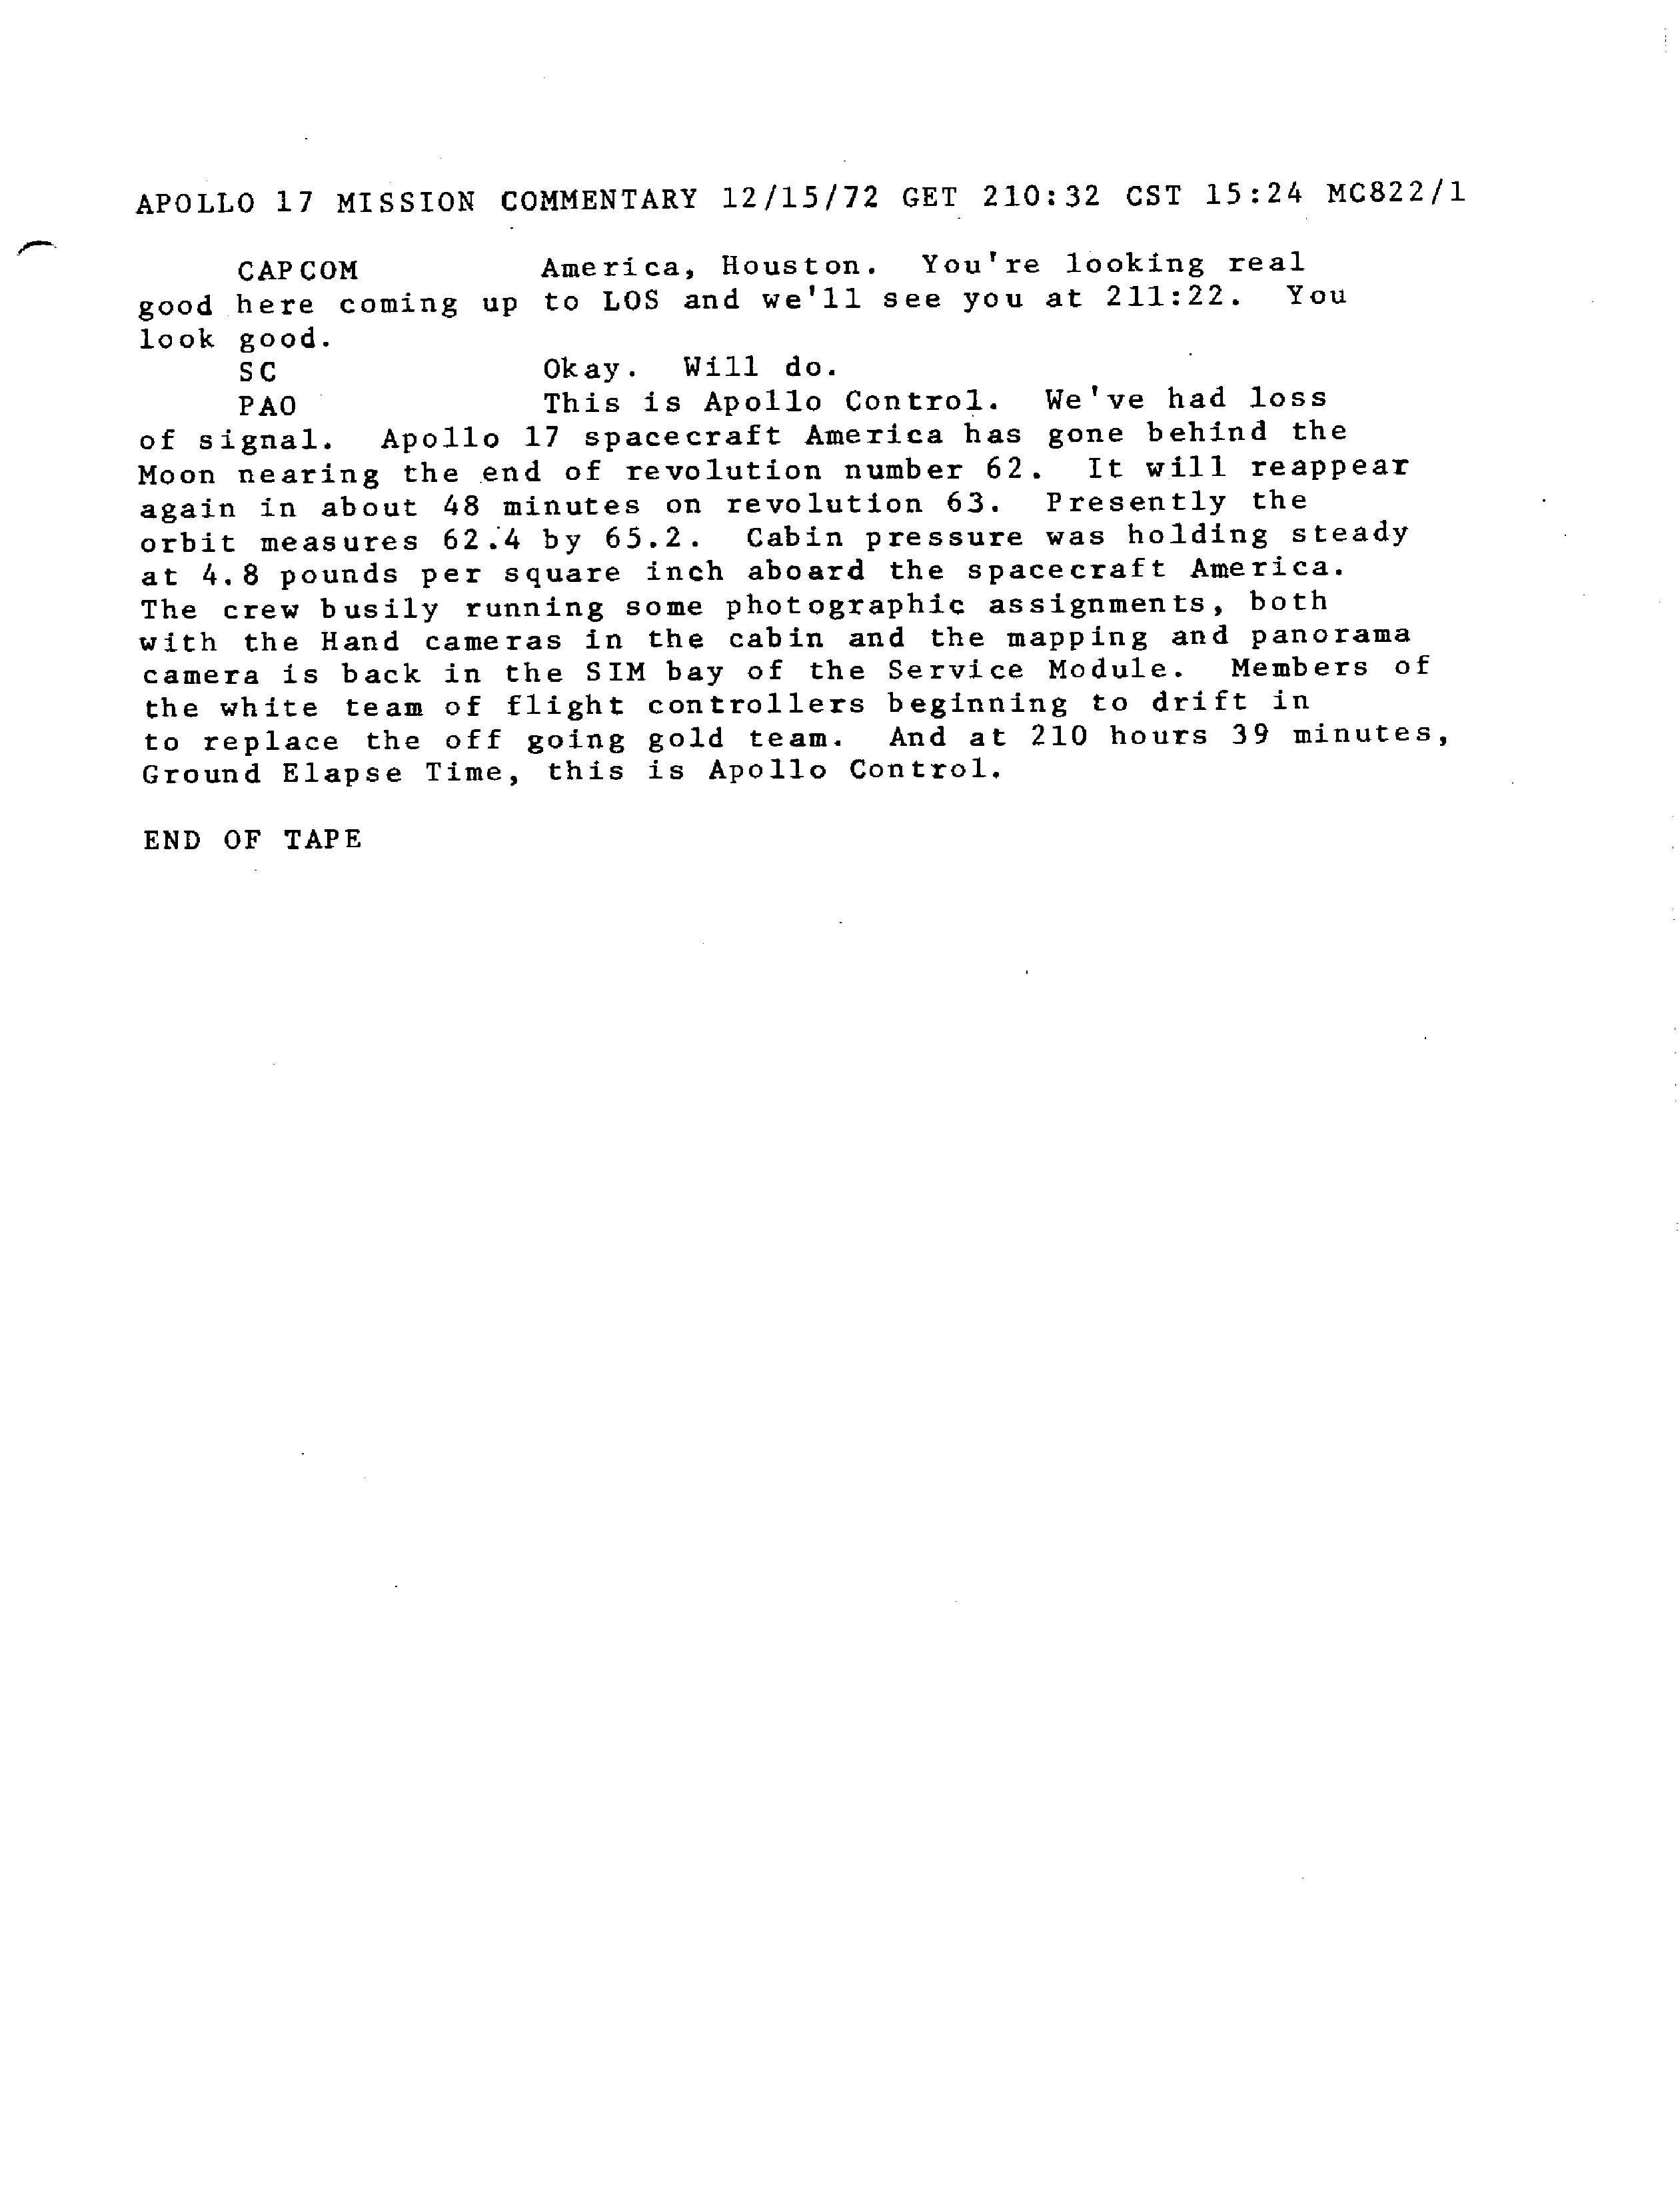 APOLLO 17 MISSION COMMENTARY 12/15/72 GET 210:32 CST 15:24 MC822/1
CAPCOM America, Houston. You're looking real
good here coming up to LOS and we'll see you at 211:22. You
look good.
SC Okay. Will do.
PAO This is Apollo Control. We've had loss
of signal. Apollo 17 spacecraft America has gone behind the
Moon nearing the end of revolution number 62. It will reappear
again in about 48 minutes on revolution 63. Presently the
orbit measures 62.4 by 65.2. Cabin pressure was holding steady
at 4.8 pounds per square inch aboard the spacecraft America.
The crew busily running some photographic assignments, both
with the Hand cameras in the cabin and the mapping and panorama
camera is back in the SIM bay of the Service Module. Members of
the white team of flight controllers beginning to drift in
to replace the off going gold team. And at 210 hours 39 minutes,
Ground Elapse Time, this is Apollo Control.
END OF TAPE